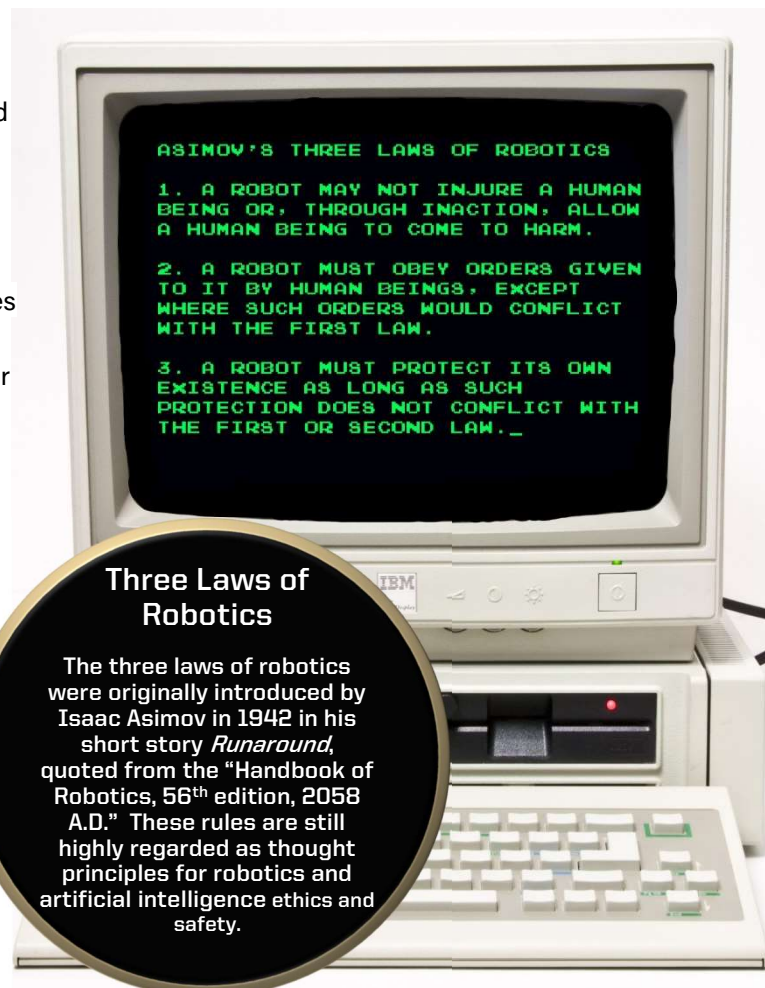 d
es
r
ASIMOV'S THREE LAWS OF ROBOTICS
1. A ROBOT MAY NOT INJURE A HUMAN
BEING OR, THROUGH INACTION, ALLOW
A HUMAN BEING TO COME TO HARM.
2. A ROBOT MUST OBEY ORDERS GIVEN
TO IT BY HUMAN BEINGS, EXCEPT
WHERE SUCH ORDERS WOULD CONFLICT
WITH THE FIRST LAW.
3. A ROBOT MUST PROTECT ITS OWN
EXISTENCE AS LONG AS SUCH
PROTECTION DOES NOT CONFLICT WITH
THE FIRST OR SECOND LAW._
IBM
Three Laws of
Robotics
The three laws of robotics
were originally introduced by
Isaac Asimov in 1942 in his
short story Runaround,
quoted from the “Handbook of
Robotics, 56th edition, 2058
A.D.” These rules are still
highly regarded as thought
principles for robotics and
artificial intelligence ethics and
safety.